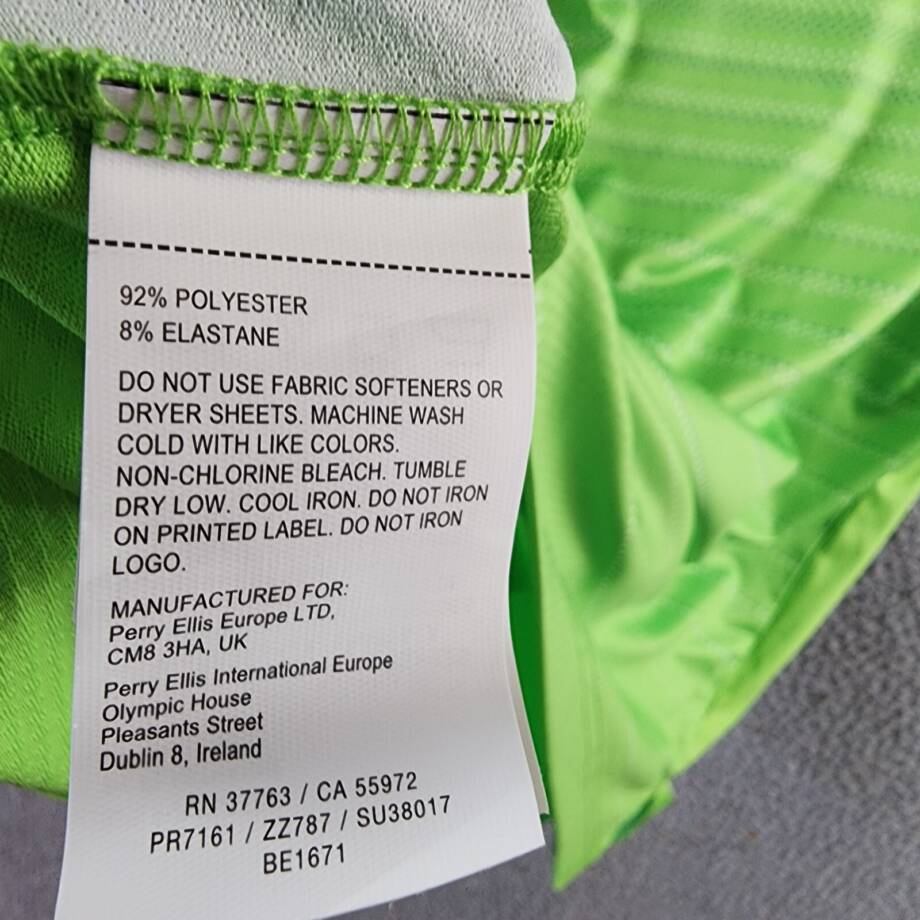 92% POLYESTER
8% ELASTANE
DO NOT USE FABRIC SOFTENERS OR
DRYER SHEETS. MACHINE WASH
COLD WITH LIKE COLORS.
NON-CHLORINE BLEACH. TUMBLE
DRY LOW. COOL IRON. DO NOT IRON
ON PRINTED LABEL. DO NOT IRON
LOGO.
MANUFACTURED FOR:
Perry Ellis Europe LTD,
CM8 3HA, UK
Perry Ellis International Europe
Olympic House
Pleasants Street
Dublin 8, Ireland
RN 37763 / CA 55972
PR7161 / ZZ787 / SU38017
BE1671